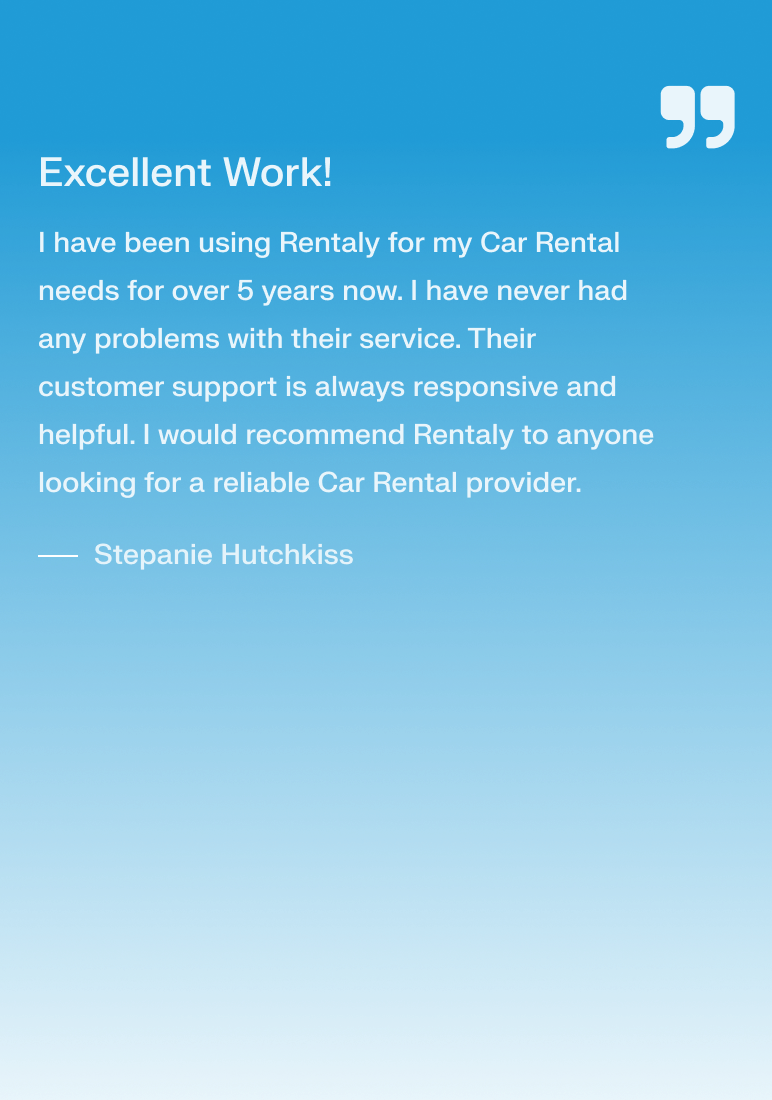 Excellent Work!
I have been using Rentaly for my Car Rental
needs for over 5 years now. I have never had
any problems with their service. Their
customer support is always responsive and
helpful. I would recommend Rentaly to anyone
looking for a reliable Car Rental provider.
— Stepanie Hutchkiss